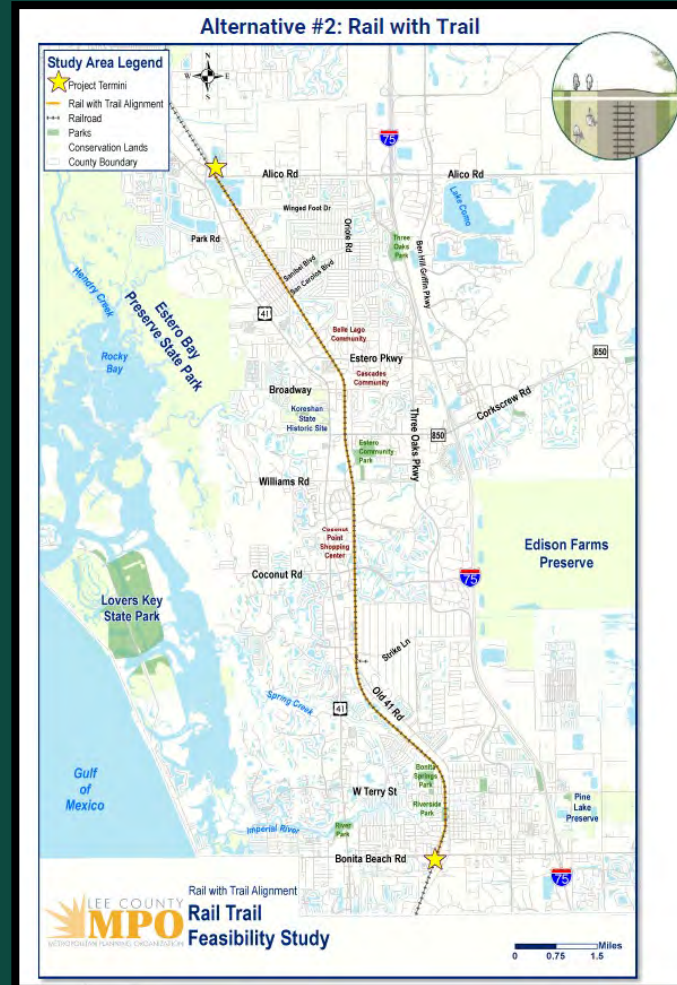 Alternative #2: Rail with Trail
Study Area Legend
Project Termini
Rail with Trail Alignment
Railroad
Parks
Conservation Lands
County Boundary
N
W
E
S
75
Alico Rd
Alico Rd
Lake Como
Winged Foot Dr
Oriole Rd
Park Rd
Three
Oaks
Park
Ben Hill Griffin Pkwy
Sanibel Blvd
San Carlos Blvd
Hendry Creek
Estero Bay
Preserve State Park
41
Rocky
Bay
Belle Lago
Community
Estero Pkwy
850
Cascades
Community
Broadway
Koreshan
State
Historic Site
Three Oaks Pkwy
Corkscrew Rd
850
Estero
Community
Park
Williams Rd
Coconut
Point
Shopping
Center
Edison Farms
Preserve
Coconut Rd
75
Lovers Key
State Park
Strike Ln
Old 41 Rd
Spring Creek
41
Gulf
of
Mexico
Bonita
Springs
Park
W Terry St
Riverside
Park
Pine
Lake
Preserve
Imperial River
River
Park
Bonita Beach Rd
75
LEE COUNTY
MPO
METROPOLITAN PLANNING ORGANIZATION
Rail with Trail Alignment
Rail Trail
Feasibility Study
Miles
0 0.75 1.5